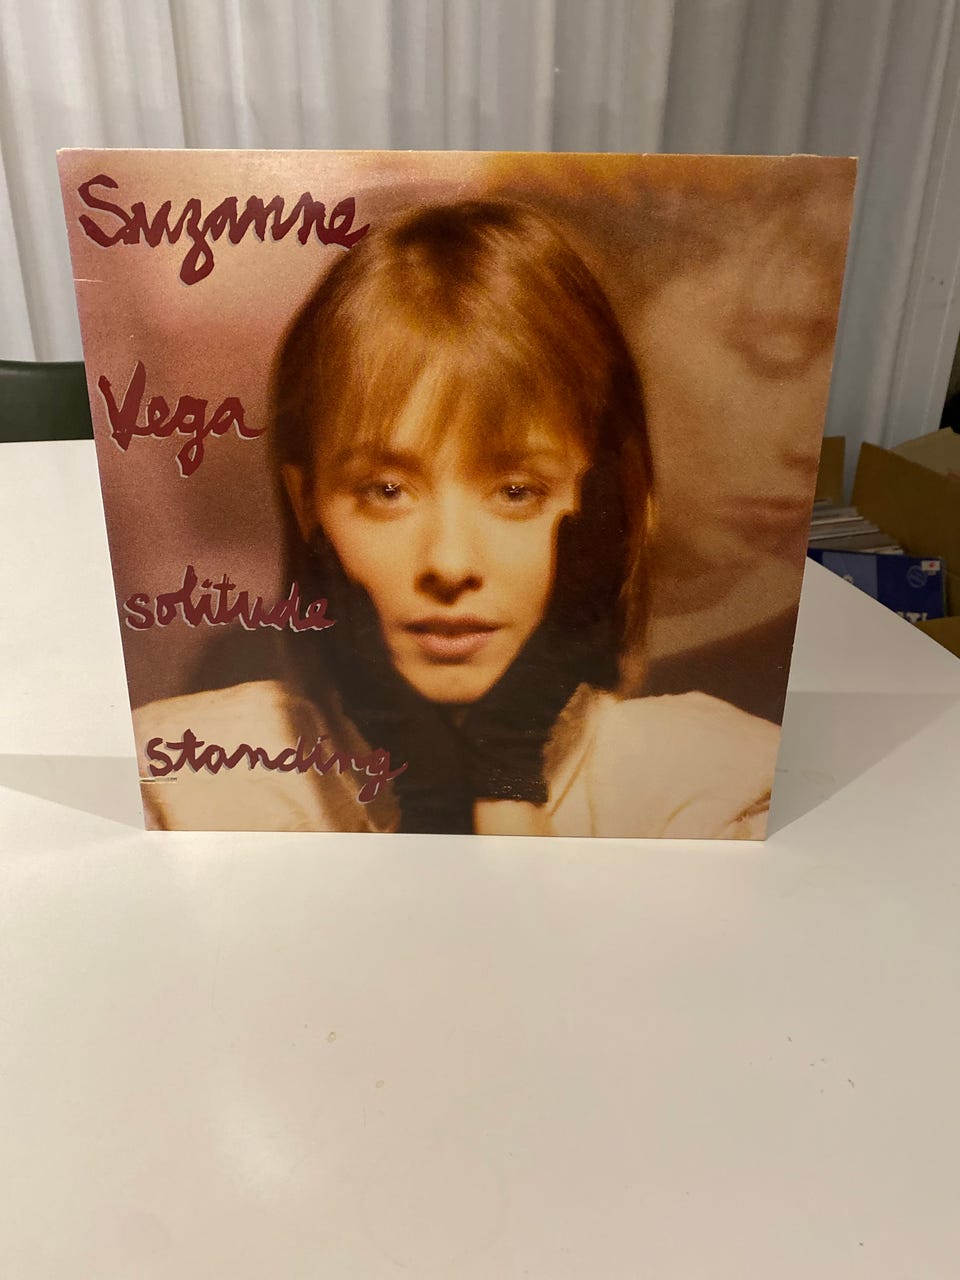 Suzanne
Vega
solitude
standing